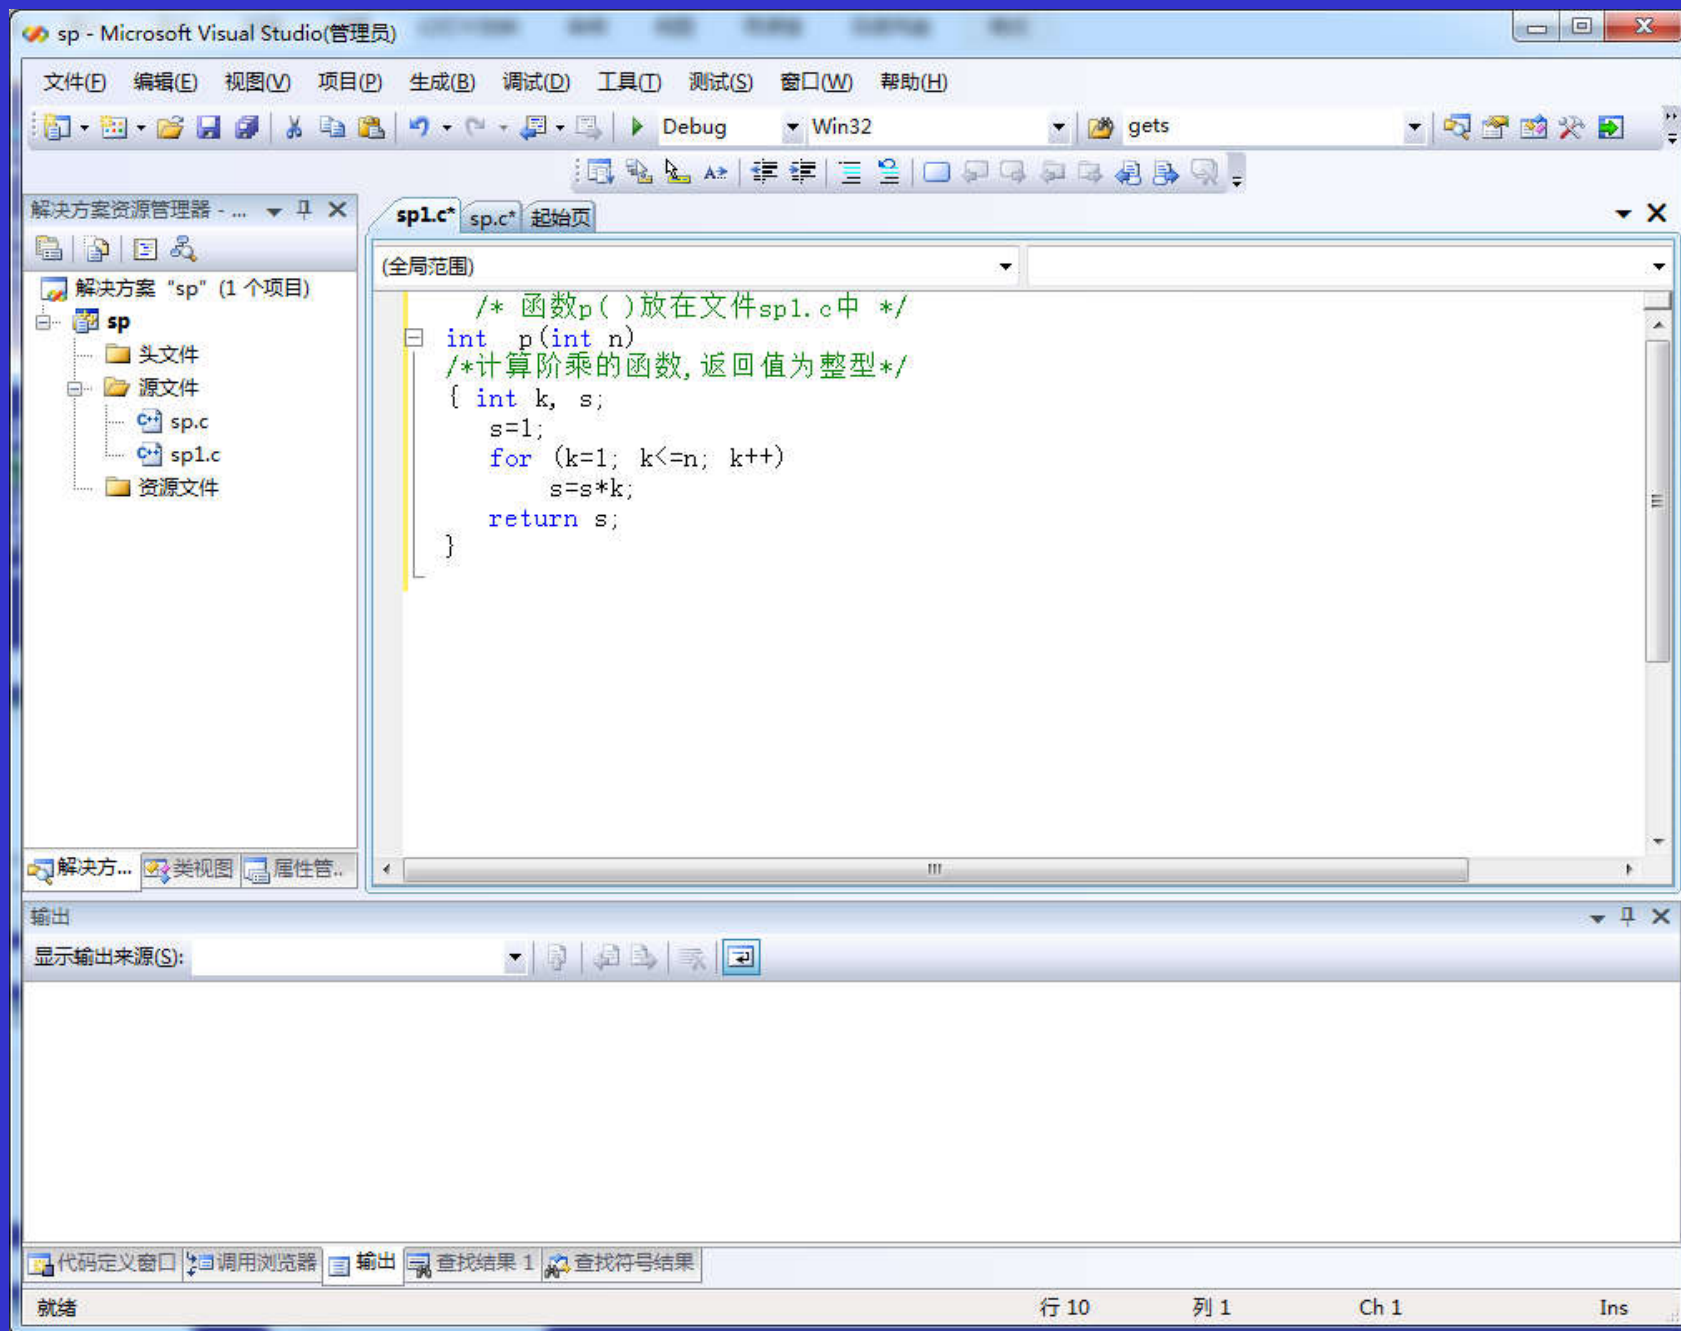 sp - Microsoft Visual Studio(管理员)
文件(F) 编辑(E) 视图(V) 项目(P) 生成(B) 调试(D) 工具(T) 测试(S) 窗口(W) 帮助(H)
Debug Win32 gets
解决方案资源管理器 - ...
sp1.c* sp.c* 起始页
(全局范围)
解决方案 "sp" (1 个项目)
sp
头文件
源文件
sp.c
sp1.c
资源文件
/* 函数p( )放在文件sp1.c中 */
int p(int n)
/*计算阶乘的函数,返回值为整型*/
{ int k, s;
s=1;
for (k=1; k<=n; k++)
s=s*k;
return s;
}
解决方... 类视图 属性管..
输出
显示输出来源(S):
代码定义窗口 调用浏览器 输出 查找结果 1 查找符号结果
就绪 行 10 列 1 Ch 1 Ins